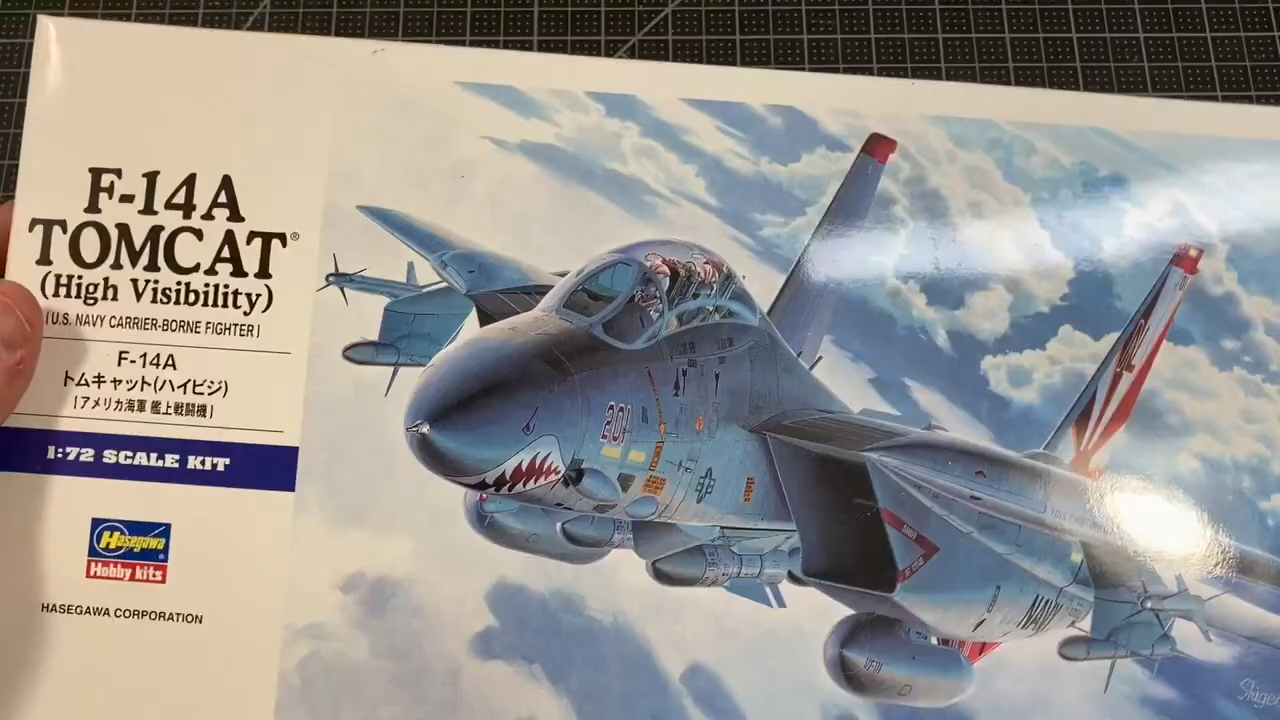 F-14A
TOMCAT®
(High Visibility)
[U.S. NAVY CARRIER-BORNE FIGHTER]
F-14A
トムキャット(ハイビジ)
[アメリカ海軍 艦上戦闘機]
1:72 SCALE KIT
Hasegawa
Hobby kits
HASEGAWA CORPORATION
201
NAVY
DANGER